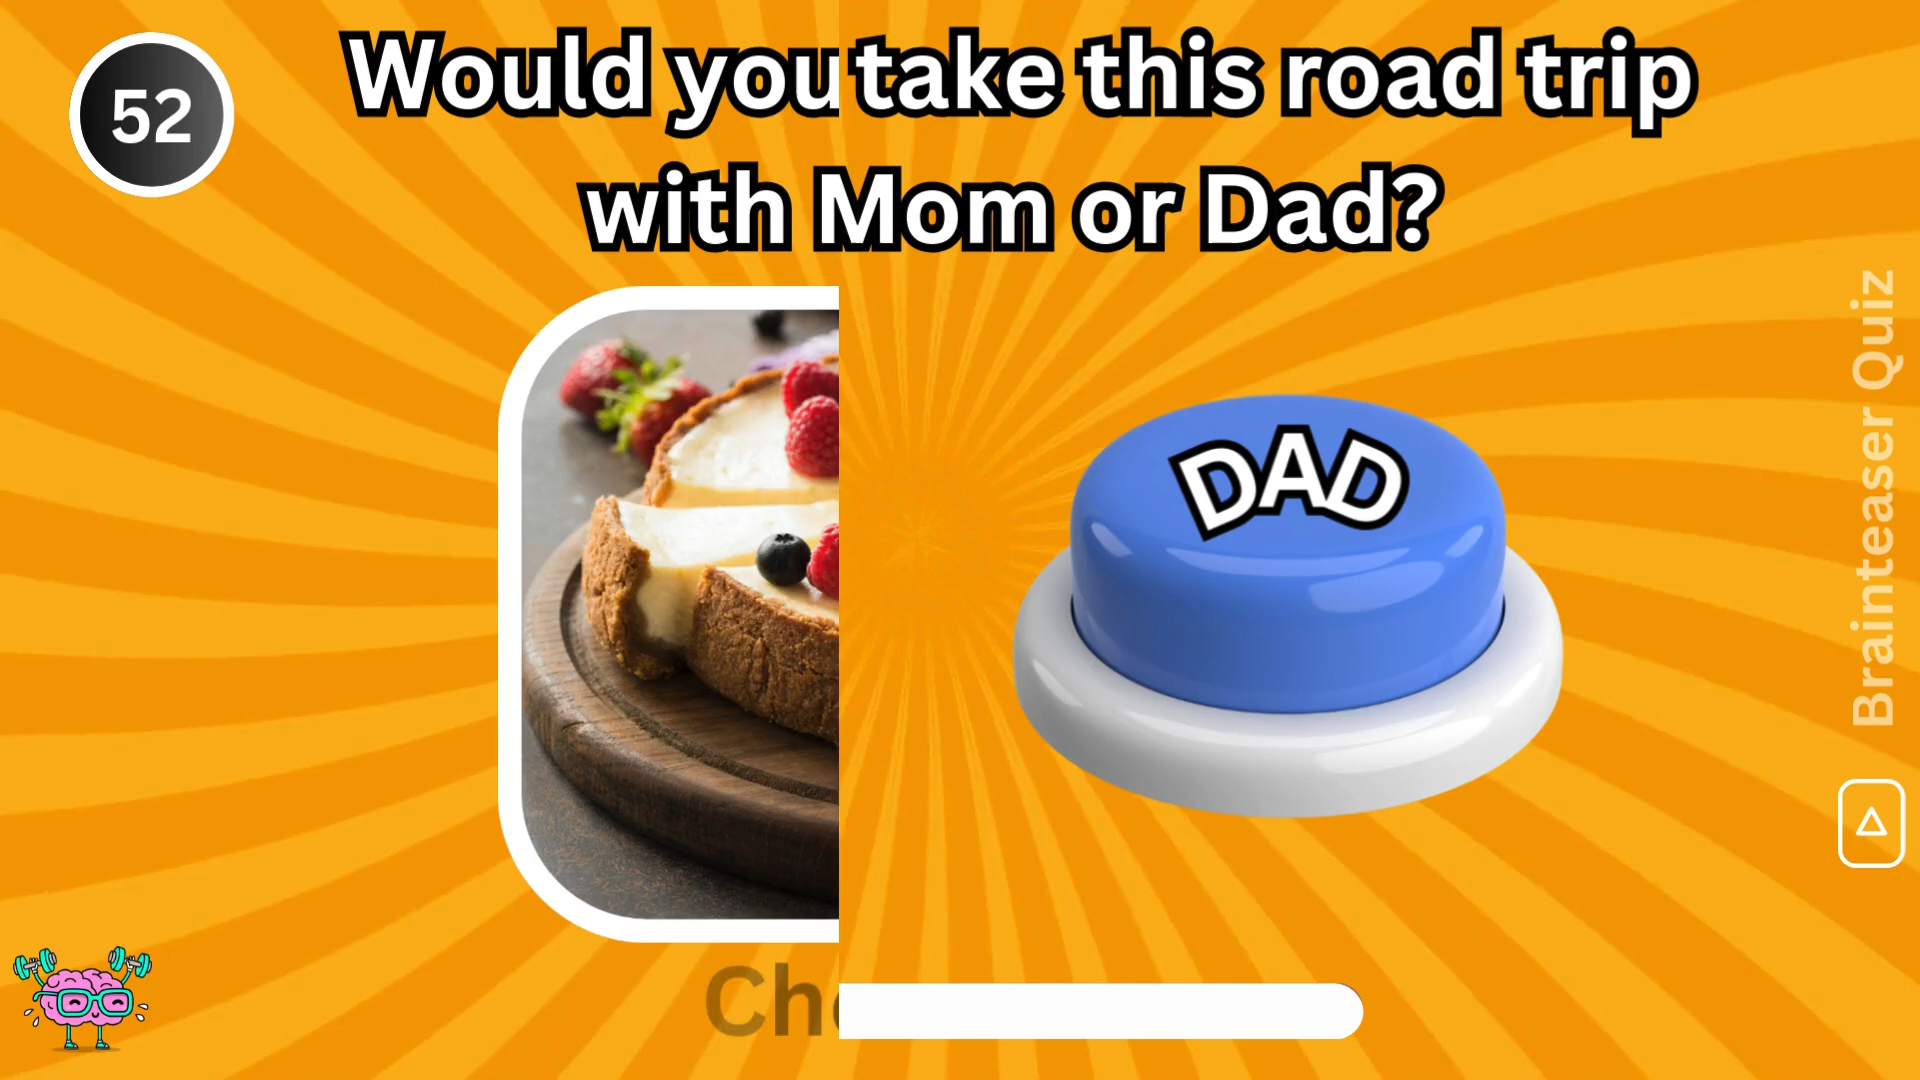 52
Would you take this road trip
with Mom or Dad?
DAD
Brainteaser Quiz